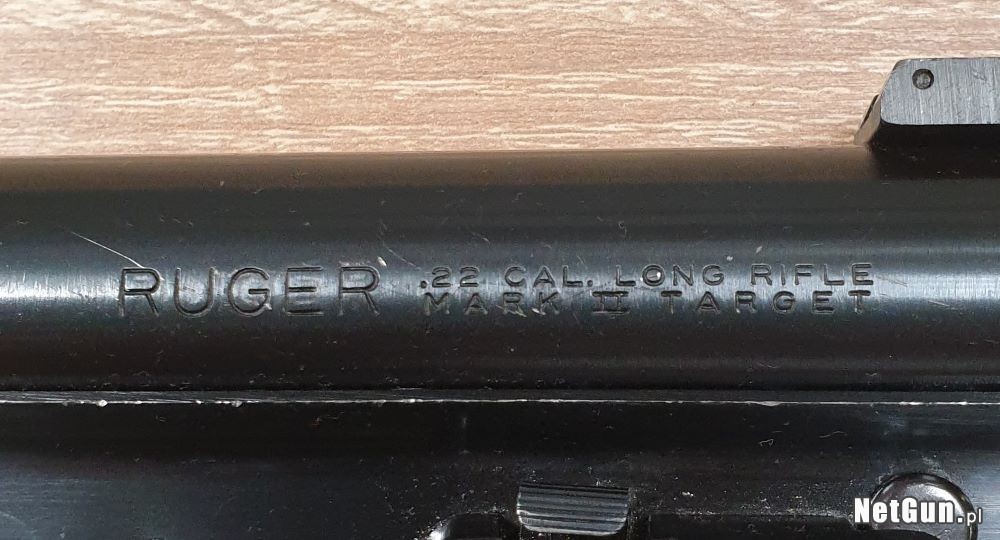 RUGER
.22 CAL. LONG RIFLE
MARK II TARGET
NetGun.pl